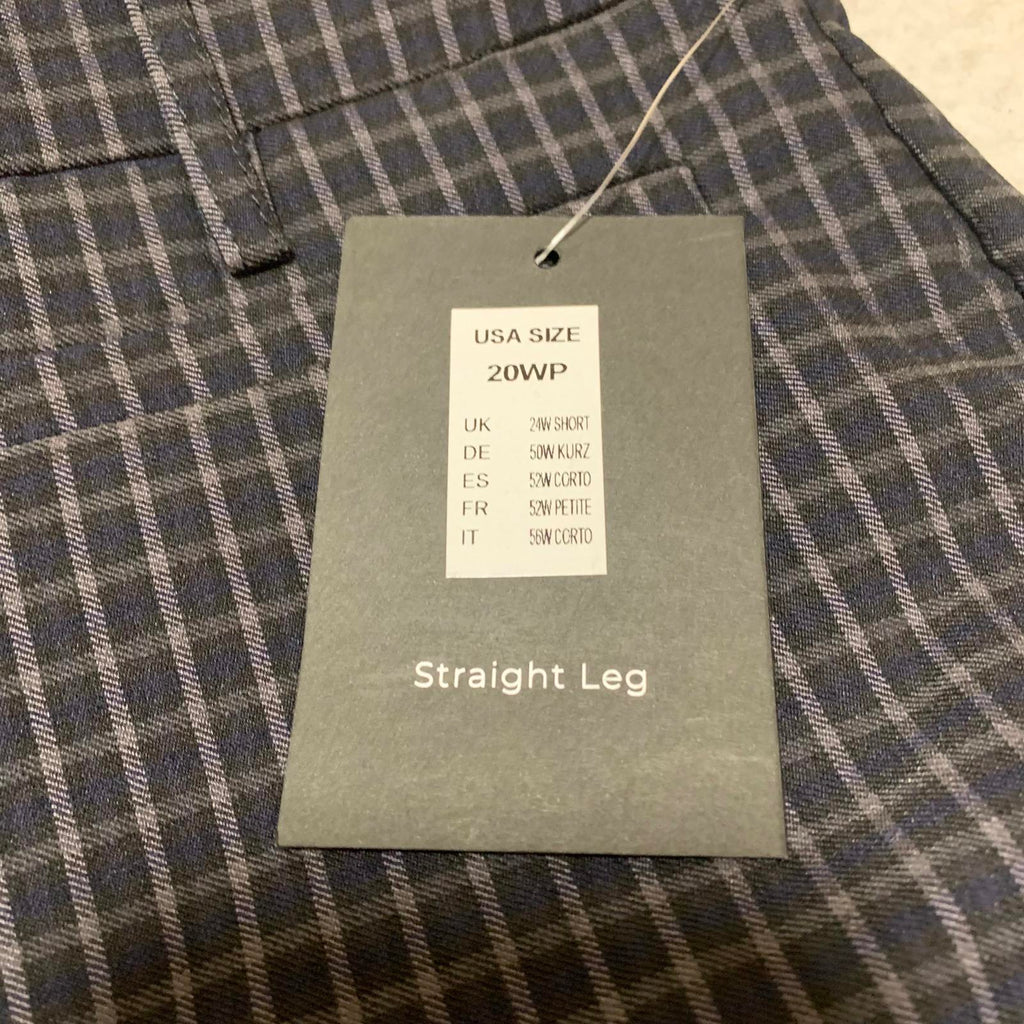 USA SIZE
20WP
UK 24W SHORT
DE 50W KURZ
ES 52W CORTO
FR 52W PETITE
IT 56W CORTO
Straight Leg